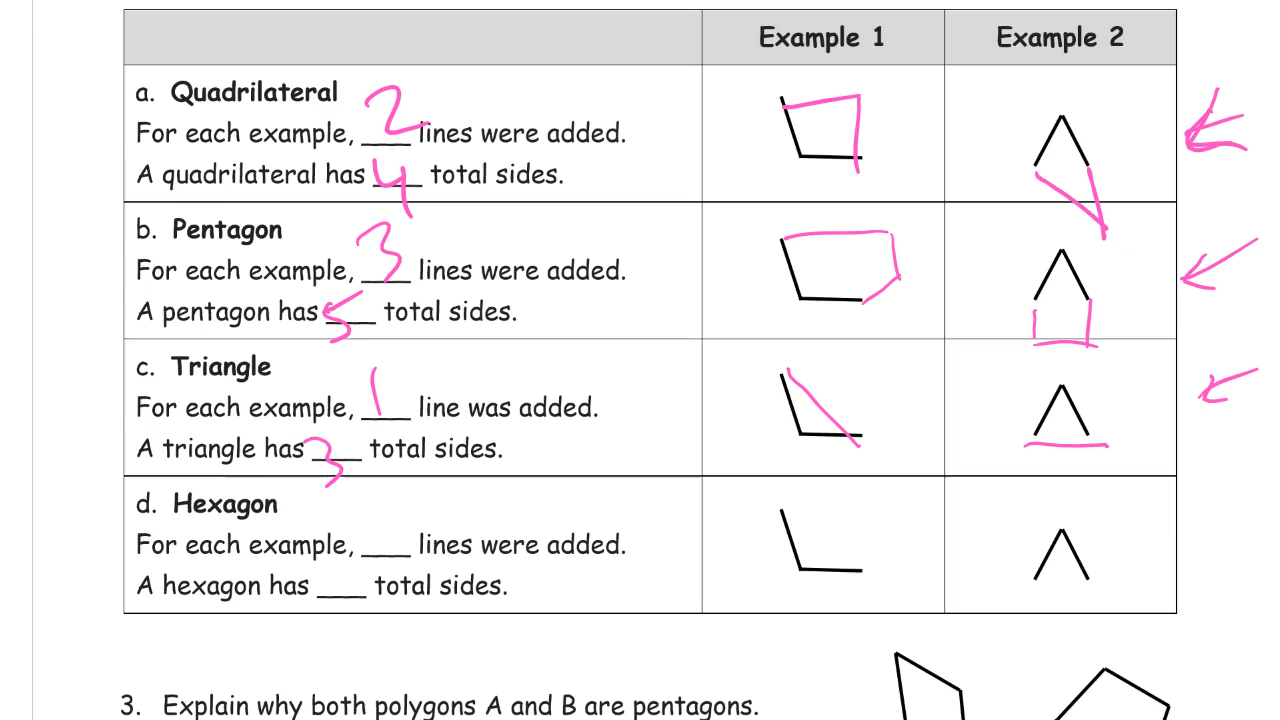 Example 1 Example 2
a. Quadrilateral
For each example, 2 lines were added.
A quadrilateral has 4 total sides.
b. Pentagon
For each example, 3 lines were added.
A pentagon has 5 total sides.
c. Triangle
For each example, 1 line was added.
A triangle has 3 total sides.
d. Hexagon
For each example, ___ lines were added.
A hexagon has ___ total sides.
3. Explain why both polygons A and B are pentagons.